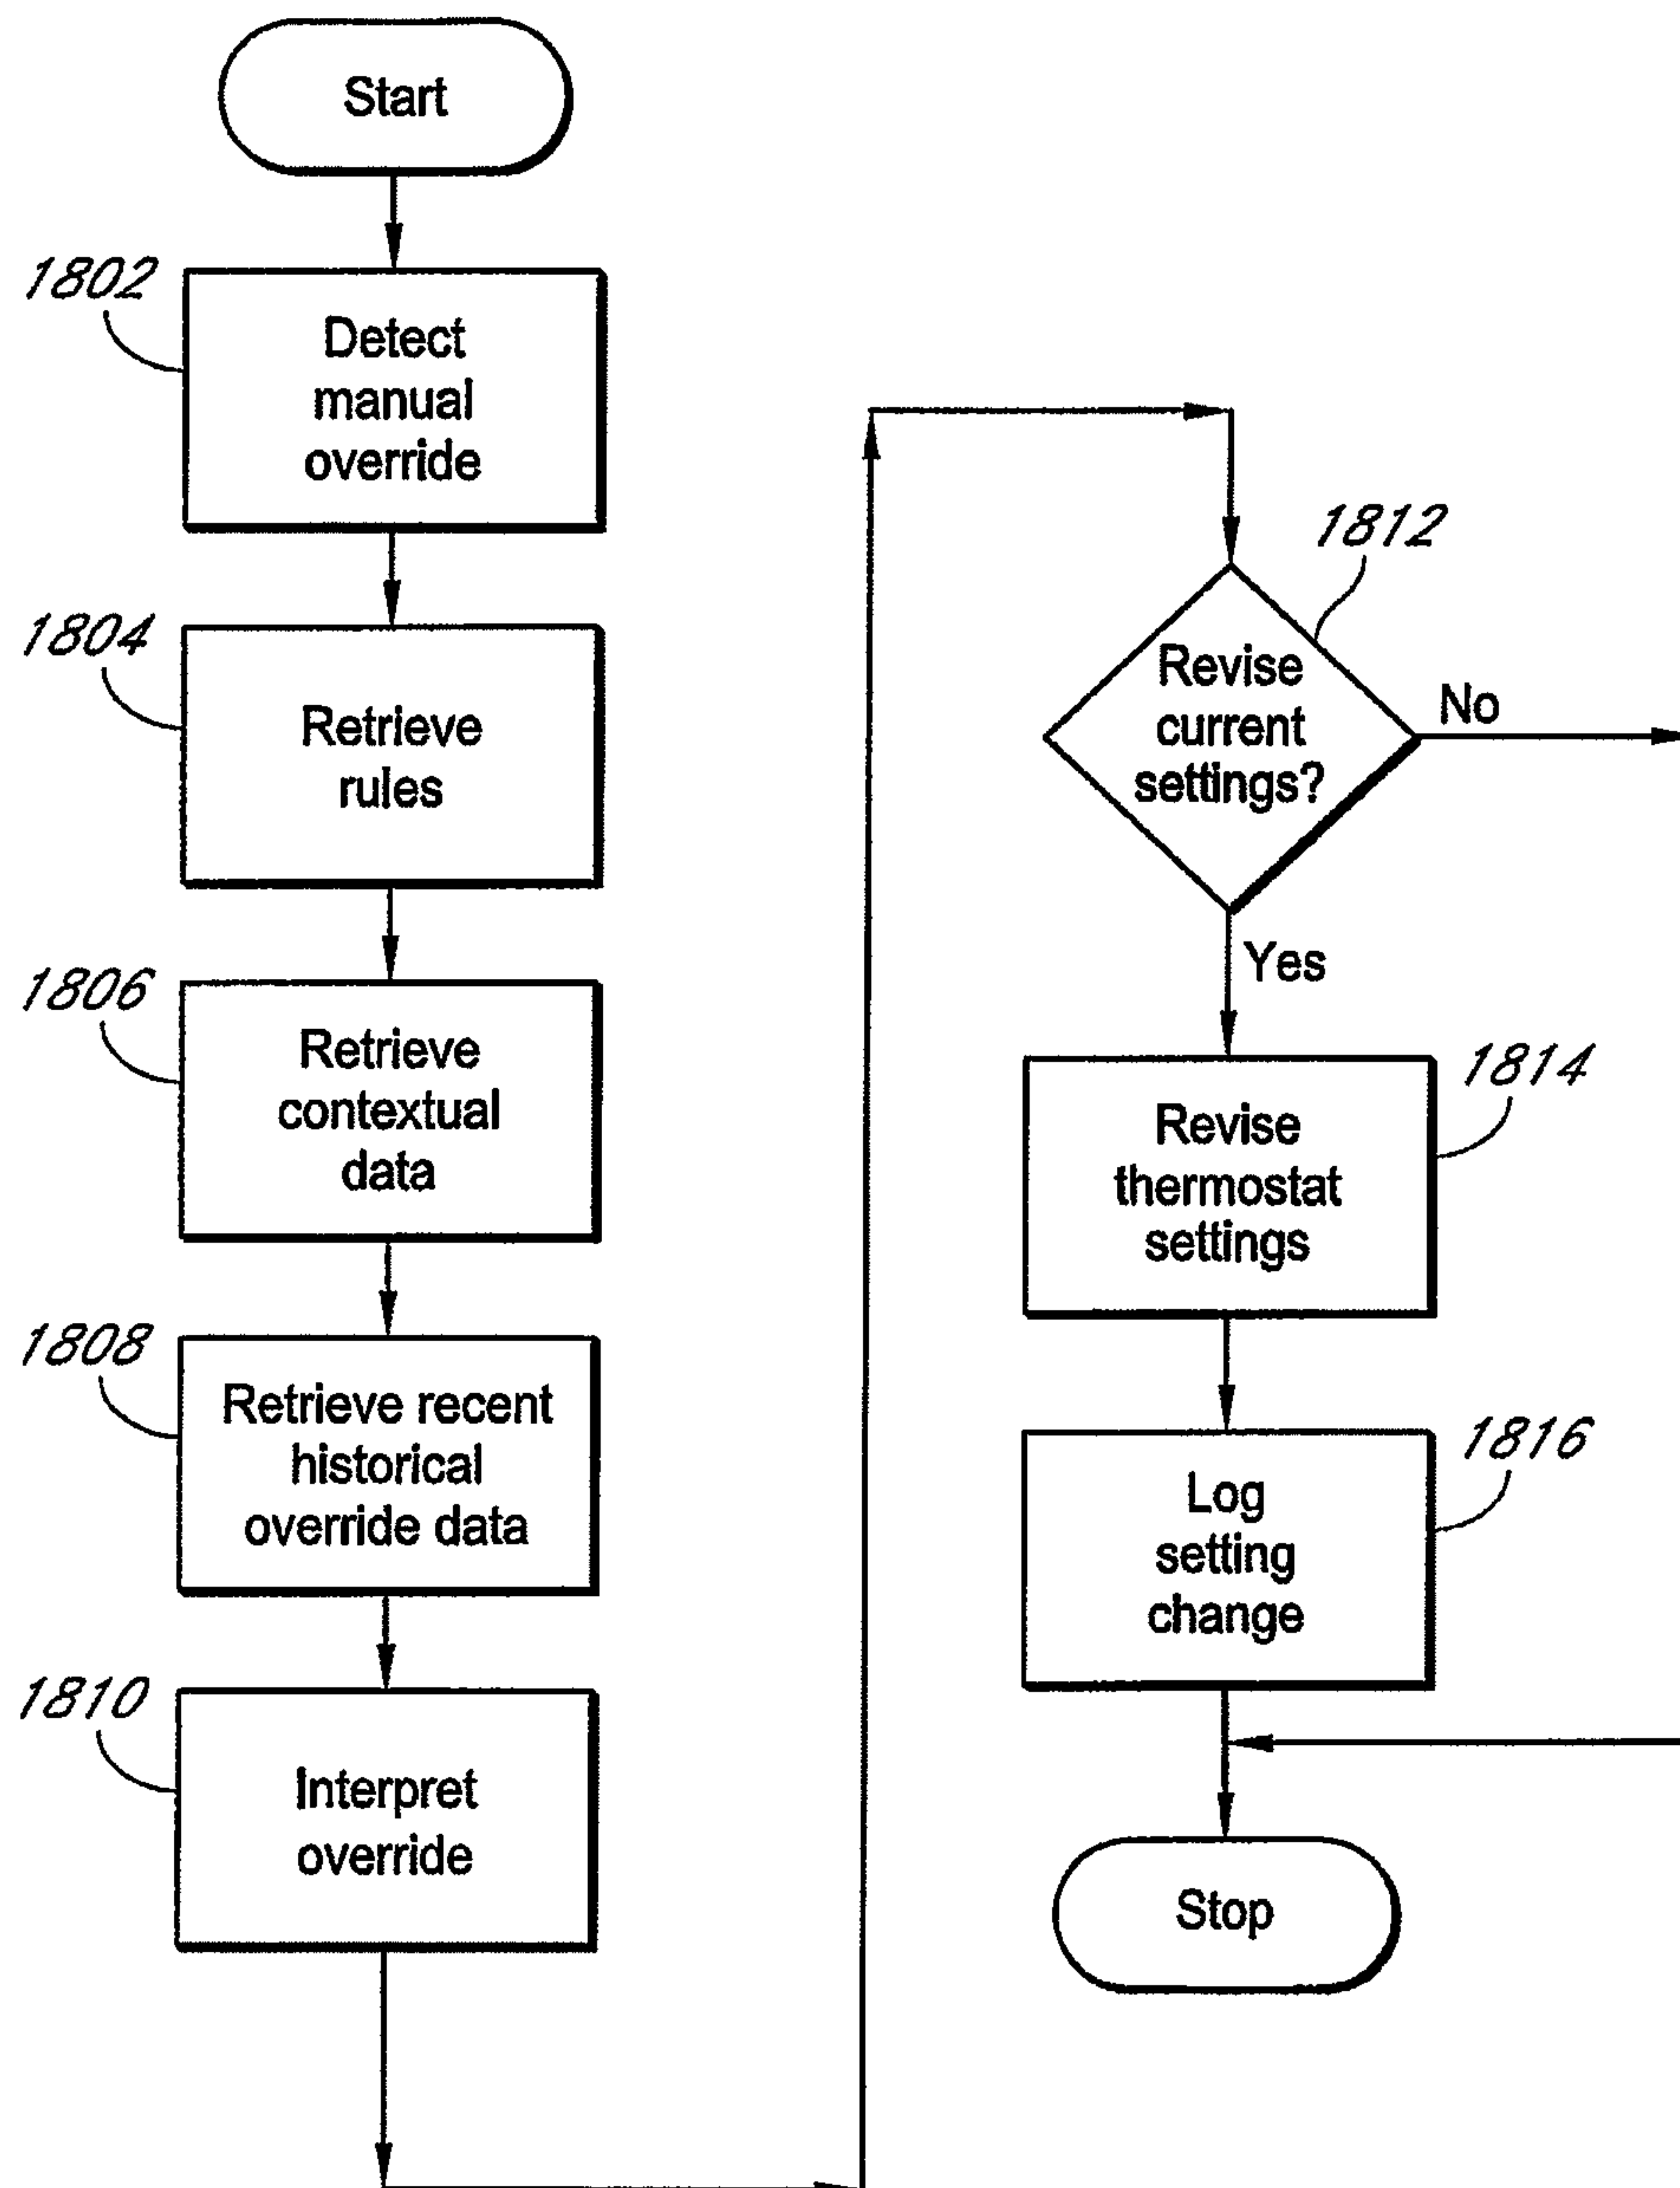 Start
1802
Detect
manual
override
1804
Retrieve
rules
1806
Retrieve
contextual
data
1808
Retrieve recent
historical
override data
1810
Interpret
override
1812
Revise
current
settings?
No
Yes
1814
Revise
thermostat
settings
1816
Log
setting
change
Stop